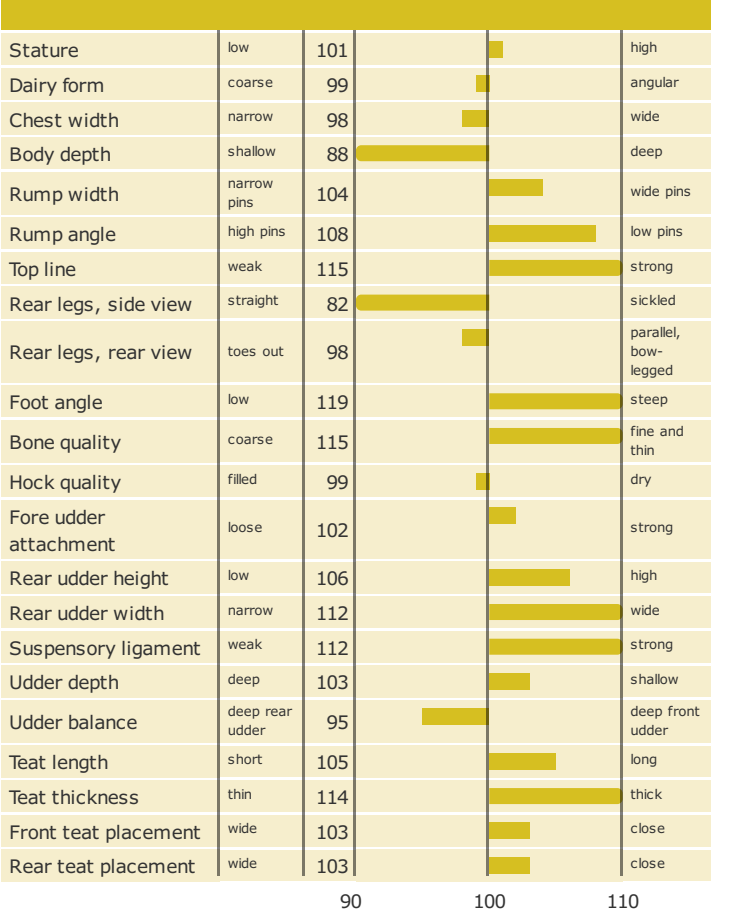 Stature low 101 high
Dairy form coarse 99 angular
Chest width narrow 98 wide
Body depth shallow 88 deep
Rump width narrow pins 104 wide pins
Rump angle high pins 108 low pins
Top line weak 115 strong
Rear legs, side view straight 82 sickled
Rear legs, rear view toes out 98 parallel, bow-legged
Foot angle low 119 steep
Bone quality coarse 115 fine and thin
Hock quality filled 99 dry
Fore udder attachment loose 102 strong
Rear udder height low 106 high
Rear udder width narrow 112 wide
Suspensory ligament weak 112 strong
Udder depth deep 103 shallow
Udder balance deep rear udder 95 deep front udder
Teat length short 105 long
Teat thickness thin 114 thick
Front teat placement wide 103 close
Rear teat placement wide 103 close
90 100 110